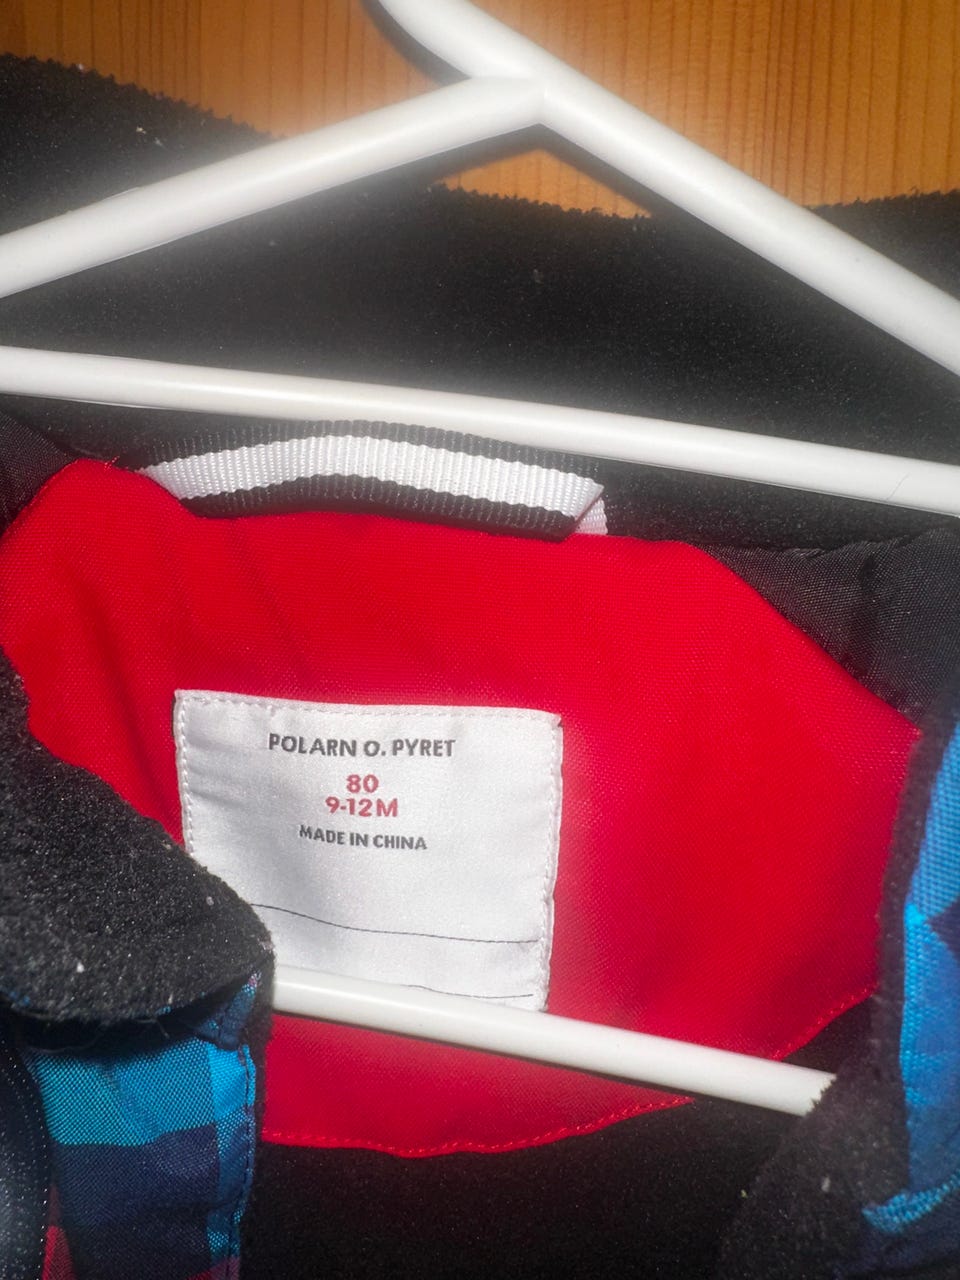 POLARN O. PYRET
80
9-12M
MADE IN CHINA